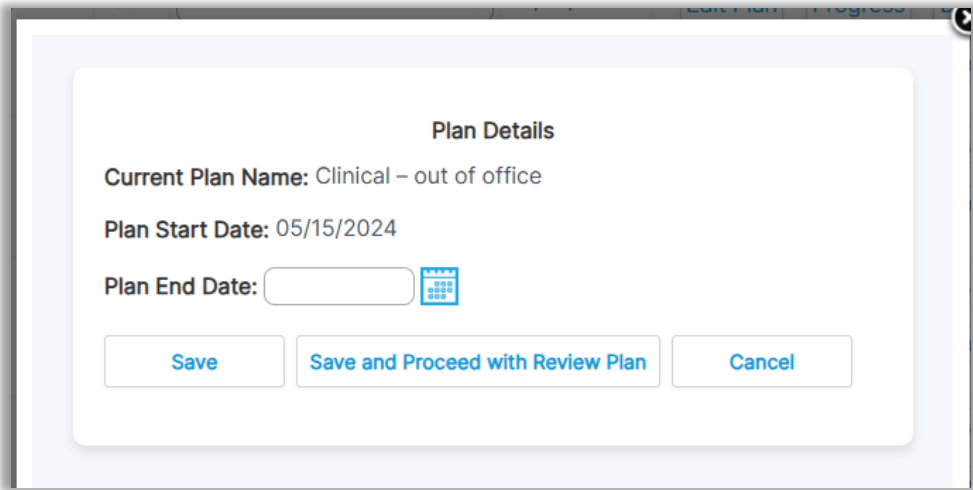 Edit Plan Progress
Plan Details
Current Plan Name: Clinical – out of office
Plan Start Date: 05/15/2024
Plan End Date:
Save Save and Proceed with Review Plan Cancel